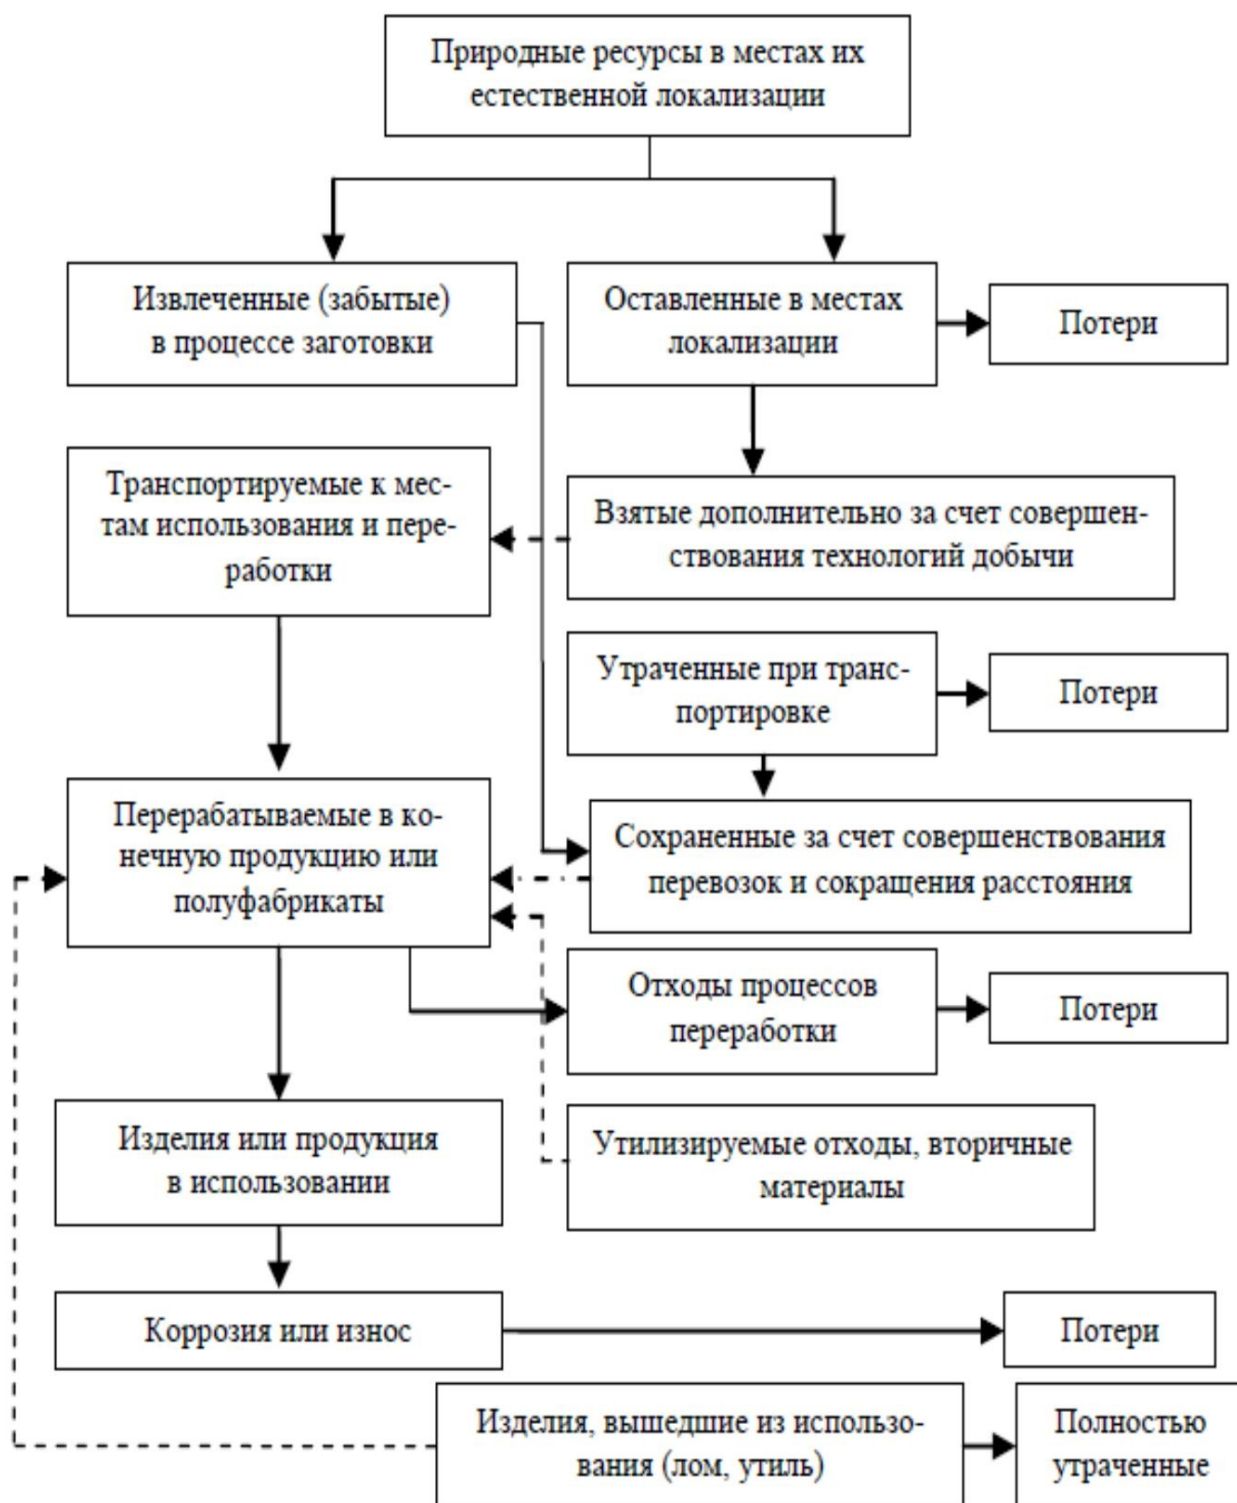 Природные ресурсы в местах их
естественной локализации
Извлеченные (забытые)
в процессе заготовки
Оставленные в местах
локализации
Потери
Транспортируемые к мес-
там использования и пере-
работки
Взятые дополнительно за счет совершен-
ствования технологий добычи
Утраченные при транс-
портировке
Потери
Перерабатываемые в ко-
нечную продукцию или
полуфабрикаты
Сохраненные за счет совершенствования
перевозок и сокращения расстояния
Отходы процессов
переработки
Потери
Изделия или продукция
в использовании
Утилизируемые отходы, вторичные
материалы
Коррозия или износ
Потери
Изделия, вышедшие из использо-
вания (лом, утиль)
Полностью
утраченные